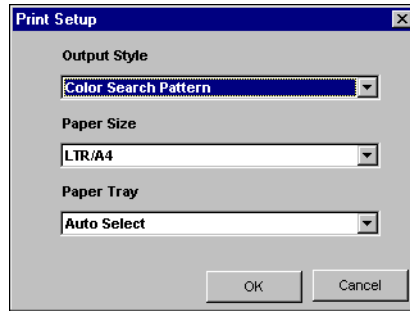 Print Setup
Output Style
Color Search Pattern
Paper Size
LTR/A4
Paper Tray
Auto Select
OK Cancel